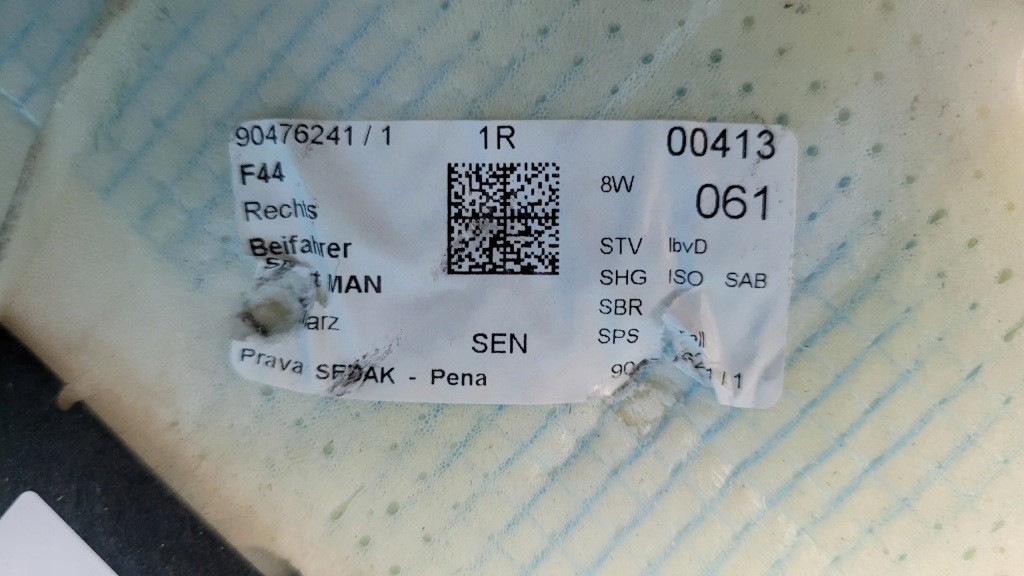 90476241 / 1 1R 00413
F44 8W 061
Rechts
Beifahrer STV lbvD
MAN SHG ISO SAB
SBR
SEN SPS
Prava SEDAK - Pena